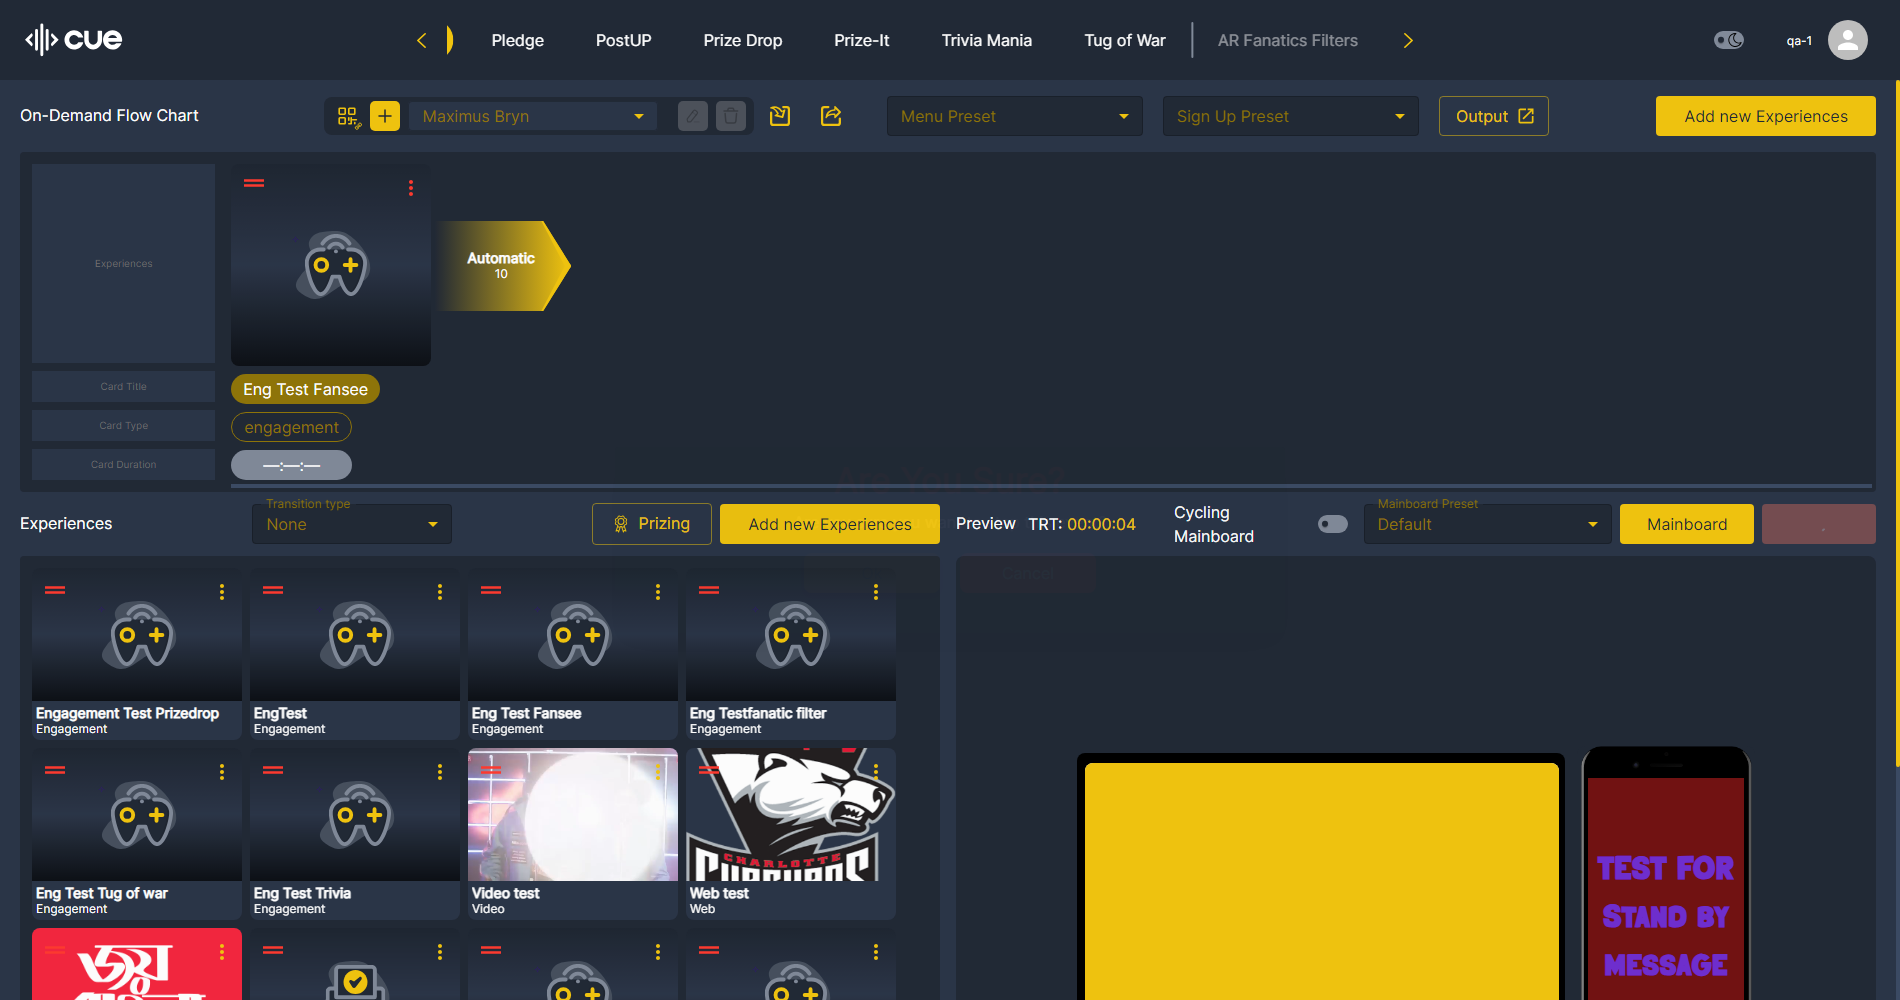 cue
Pledge
PostUP
Prize Drop
Prize-It
Trivia Mania
Tug of War
AR Fanatics Filters
qa-1
On-Demand Flow Chart
Maximus Bryn
Menu Preset
Sign Up Preset
Output
Add new Experiences
Experiences
Automatic
10
Card Title
Eng Test Fansee
Card Type
engagement
Card Duration
—:—:—
Experiences
Transition type
None
Prizing
Add new Experiences
Preview
TRT: 00:00:04
Cycling
Mainboard
Mainboard Preset
Default
Mainboard
Cancel
Engagement Test Prizedrop
Engagement
EngTest
Engagement
Eng Test Fansee
Engagement
Eng Testfanatic filter
Engagement
Eng Test Tug of war
Engagement
Eng Test Trivia
Engagement
Video test
Video
CHARLOTTE
Web test
Web
জয়
TEST FOR
STAND BY
MESSAGE